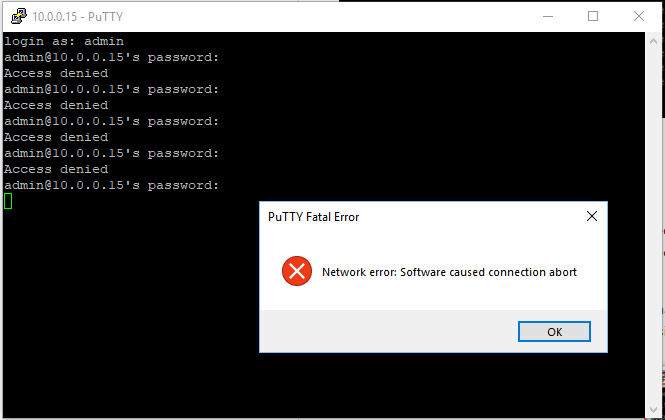 10.0.0.15 - PuTTY
login as: admin
admin@10.0.0.15's password:
Access denied
admin@10.0.0.15's password:
Access denied
admin@10.0.0.15's password:
Access denied
admin@10.0.0.15's password:
Access denied
admin@10.0.0.15's password:
PuTTY Fatal Error
Network error: Software caused connection abort
OK